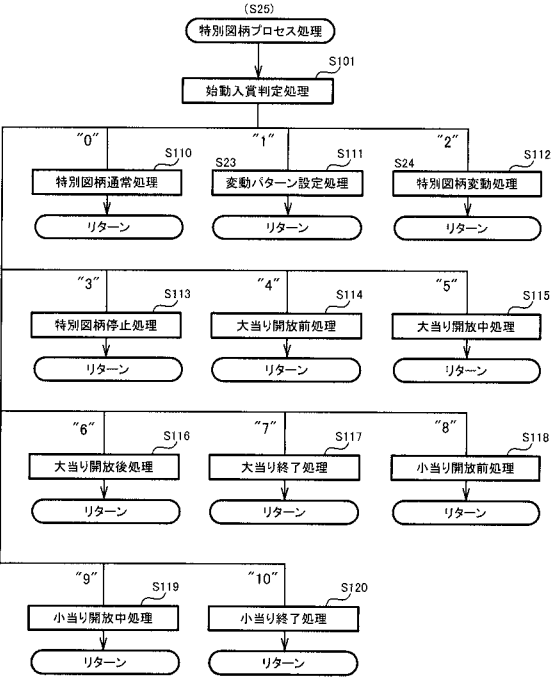 (S25)
特別図柄プロセス処理
S101
始動入賞判定処理
"0" "1" "2"
S110 S23 S111 S24 S112
特別図柄通常処理 変動パターン設定処理 特別図柄変動処理
リターン リターン リターン
"3" "4" "5"
S113 S114 S115
特別図柄停止処理 大当り開放前処理 大当り開放中処理
リターン リターン リターン
"6" "7" "8"
S116 S117 S118
大当り開放後処理 大当り終了処理 小当り開放前処理
リターン リターン リターン
"9" "10"
S119 S120
小当り開放中処理 小当り終了処理
リターン リターン